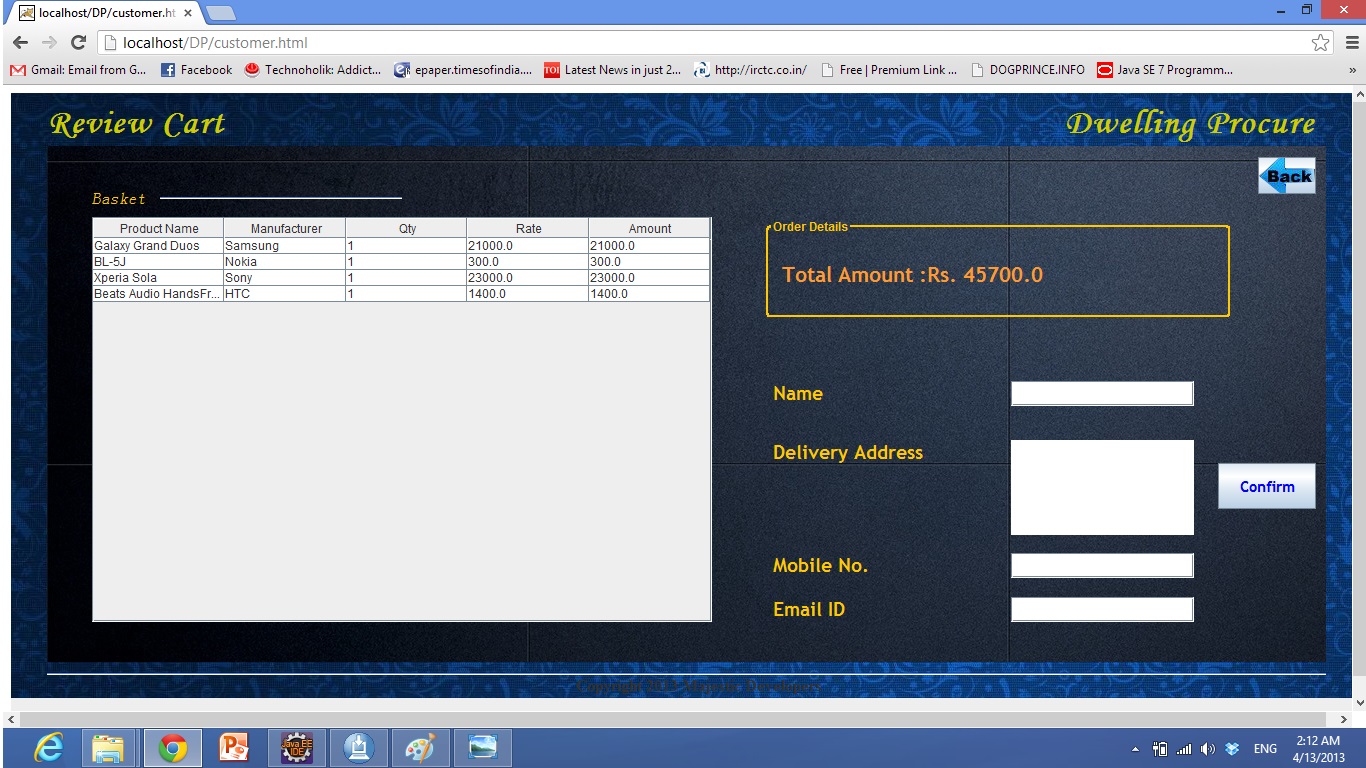 localhost/DP/customer.ht
localhost/DP/customer.html
Gmail: Email from G... Facebook Technoholik: Addict... epaper.timesofindia.... TOI Latest News in just 2... http://irctc.co.in/ Free | Premium Link ... DOGPRINCE.INFO Java SE 7 Programm... »
Review Cart Dwelling Procure
Back
Basket
Product Name Manufacturer Qty Rate Amount
Galaxy Grand Duos Samsung 1 21000.0 21000.0
BL-5J Nokia 1 300.0 300.0
Xperia Sola Sony 1 23000.0 23000.0
Beats Audio HandsFr... HTC 1 1400.0 1400.0
Order Details
Total Amount :Rs. 45700.0
Name
Delivery Address
Confirm
Mobile No.
Email ID
Copyright
Java EE
IDE
ENG
2:12 AM
4/13/2013